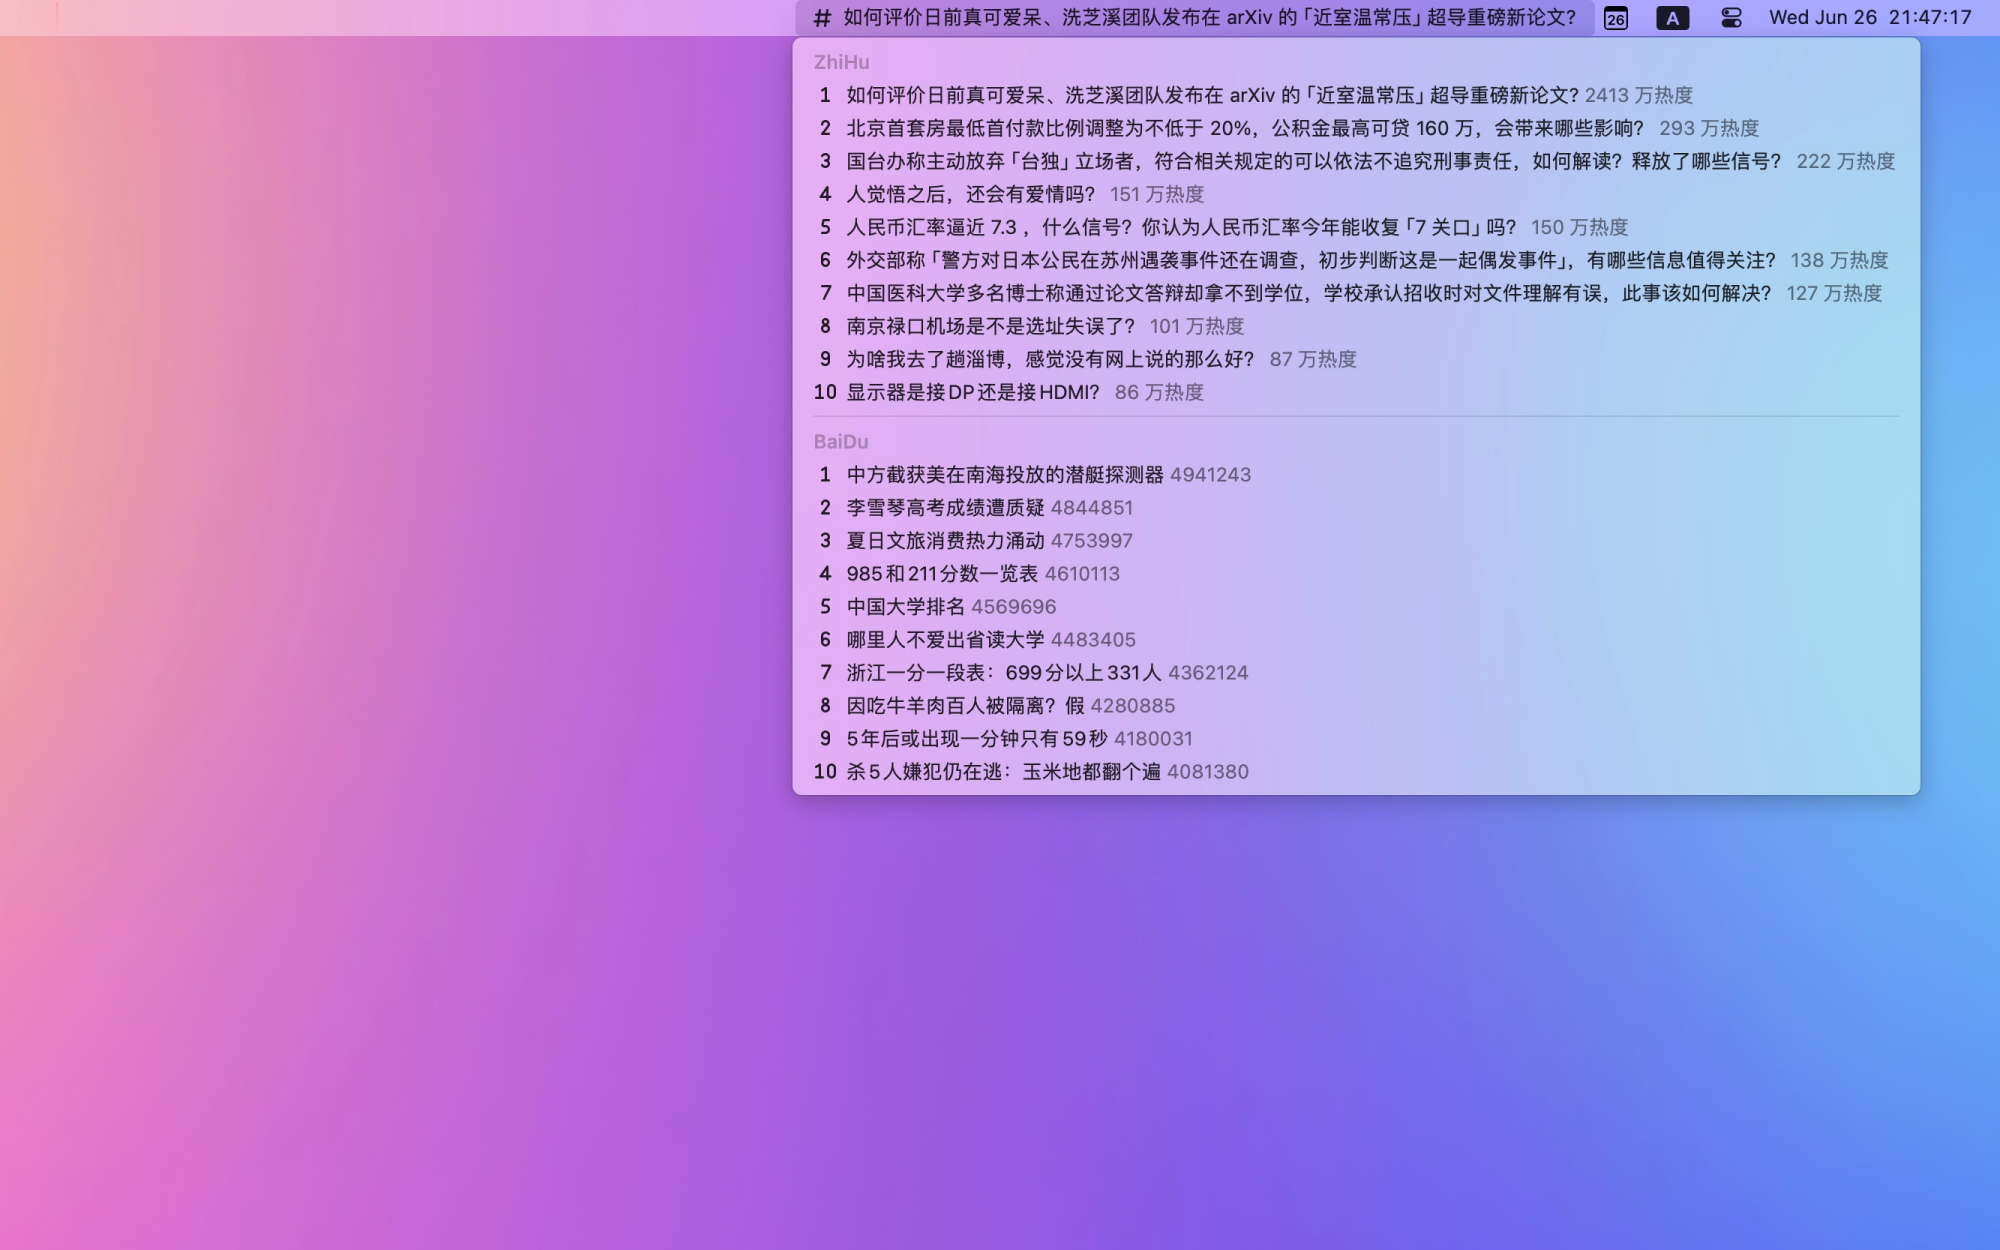 # 如何评价日前真可爱呆、洗芝溪团队发布在 arXiv 的「近室温常压」超导重磅新论文? 26 A Wed Jun 26 21:47:17
ZhiHu
1 如何评价日前真可爱呆、洗芝溪团队发布在 arXiv 的「近室温常压」超导重磅新论文? 2413 万热度
2 北京首套房最低首付款比例调整为不低于 20%，公积金最高可贷 160 万，会带来哪些影响？ 293 万热度
3 国台办称主动放弃「台独」立场者，符合相关规定的可以依法不追究刑事责任，如何解读？释放了哪些信号？ 222 万热度
4 人觉悟之后，还会有爱情吗？ 151 万热度
5 人民币汇率逼近 7.3 ，什么信号？你认为人民币汇率今年能收复「7 关口」吗？ 150 万热度
6 外交部称「警方对日本公民在苏州遇袭事件还在调查，初步判断这是一起偶发事件」，有哪些信息值得关注？ 138 万热度
7 中国医科大学多名博士称通过论文答辩却拿不到学位，学校承认招收时对文件理解有误，此事该如何解决？ 127 万热度
8 南京禄口机场是不是选址失误了？ 101 万热度
9 为啥我去了趟淄博，感觉没有网上说的那么好？ 87 万热度
10 显示器是接DP还是接HDMI？ 86 万热度
BaiDu
1 中方截获美在南海投放的潜艇探测器 4941243
2 李雪琴高考成绩遭质疑 4844851
3 夏日文旅消费热力涌动 4753997
4 985和211分数一览表 4610113
5 中国大学排名 4569696
6 哪里人不爱出省读大学 4483405
7 浙江一分一段表：699分以上331人 4362124
8 因吃牛羊肉百人被隔离？假 4280885
9 5年后或出现一分钟只有59秒 4180031
10 杀5人嫌犯仍在逃：玉米地都翻个遍 4081380